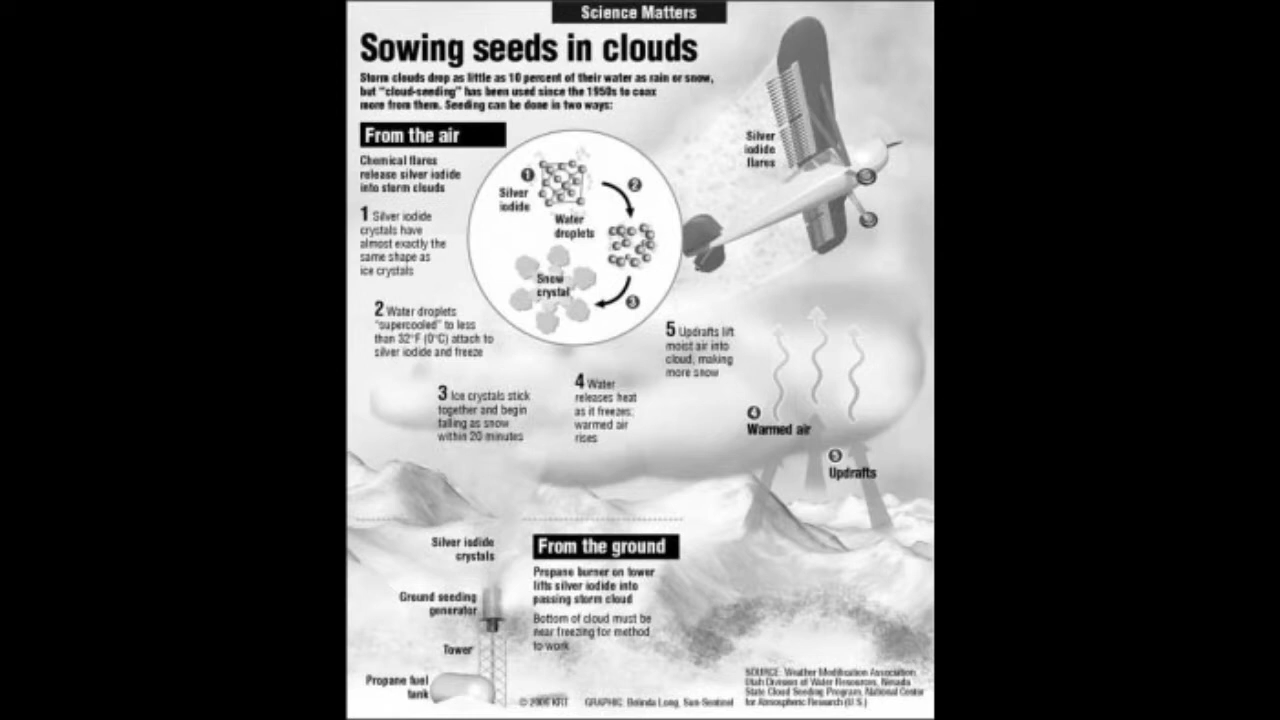 Science Matters
Sowing seeds in clouds
Storm clouds drop as little as 10 percent of their water as rain or snow,
but "cloud-seeding" has been used since the 1950s to coax
more from them. Seeding can be done in two ways:
From the air
Chemical flares
release silver iodide
into storm clouds
1 Silver iodide
crystals have
almost exactly the
same shape as
ice crystals
2 Water droplets
"supercooled" to less
than 32°F (0°C) attach to
silver iodide and freeze
3 Ice crystals stick
together and begin
falling as snow
within 20 minutes
4 Water
releases heat
as it freezes;
warmed air
rises
5 Updrafts lift
moist air into
cloud, making
more snow
1
Silver
iodide
2
Water
droplets
Snow
crystal
3
Silver
iodide
flares
4
Warmed air
5
Updrafts
Silver iodide
crystals
Ground seeding
generator
Tower
Propane fuel
tank
From the ground
Propane burner on tower
lifts silver iodide into
passing storm cloud
Bottom of cloud must be
near freezing for method
to work
© KRT
GRAPHIC: Belinda Long, Sun-Sentinel
SOURCE: Weather Modification Association,
Utah Division of Water Resources, Nevada
State Cloud Seeding Program, National Center
for Atmospheric Research (U.S.)